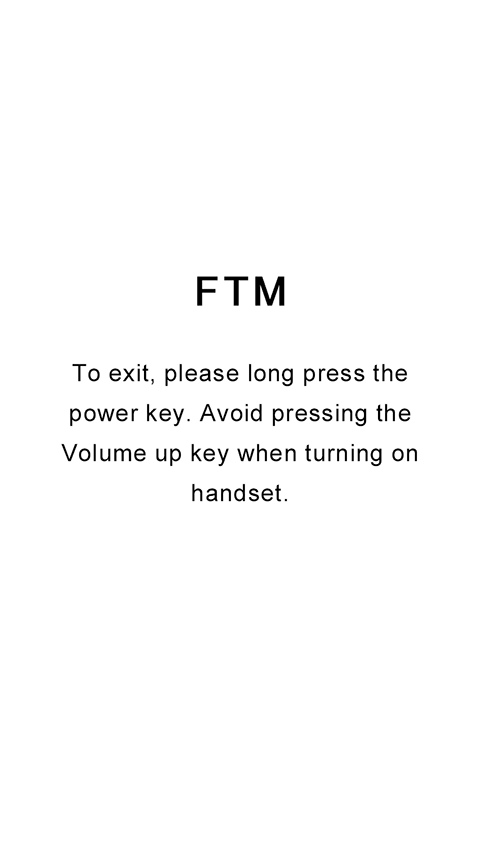 FTM
To exit, please long press the
power key. Avoid pressing the
Volume up key when turning on
handset.